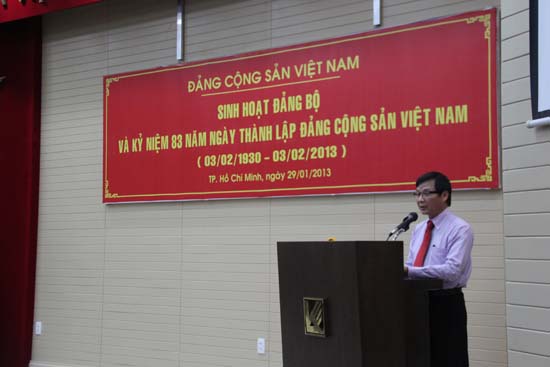 ĐẢNG CỘNG SẢN VIỆT NAM
SINH HOẠT ĐẢNG BỘ
VÀ KỶ NIỆM 83 NĂM NGÀY THÀNH LẬP ĐẢNG CỘNG SẢN VIỆT NAM
( 03/02/1930 - 03/02/2013 )
TP. Hồ Chí Minh, ngày 29/01/2013